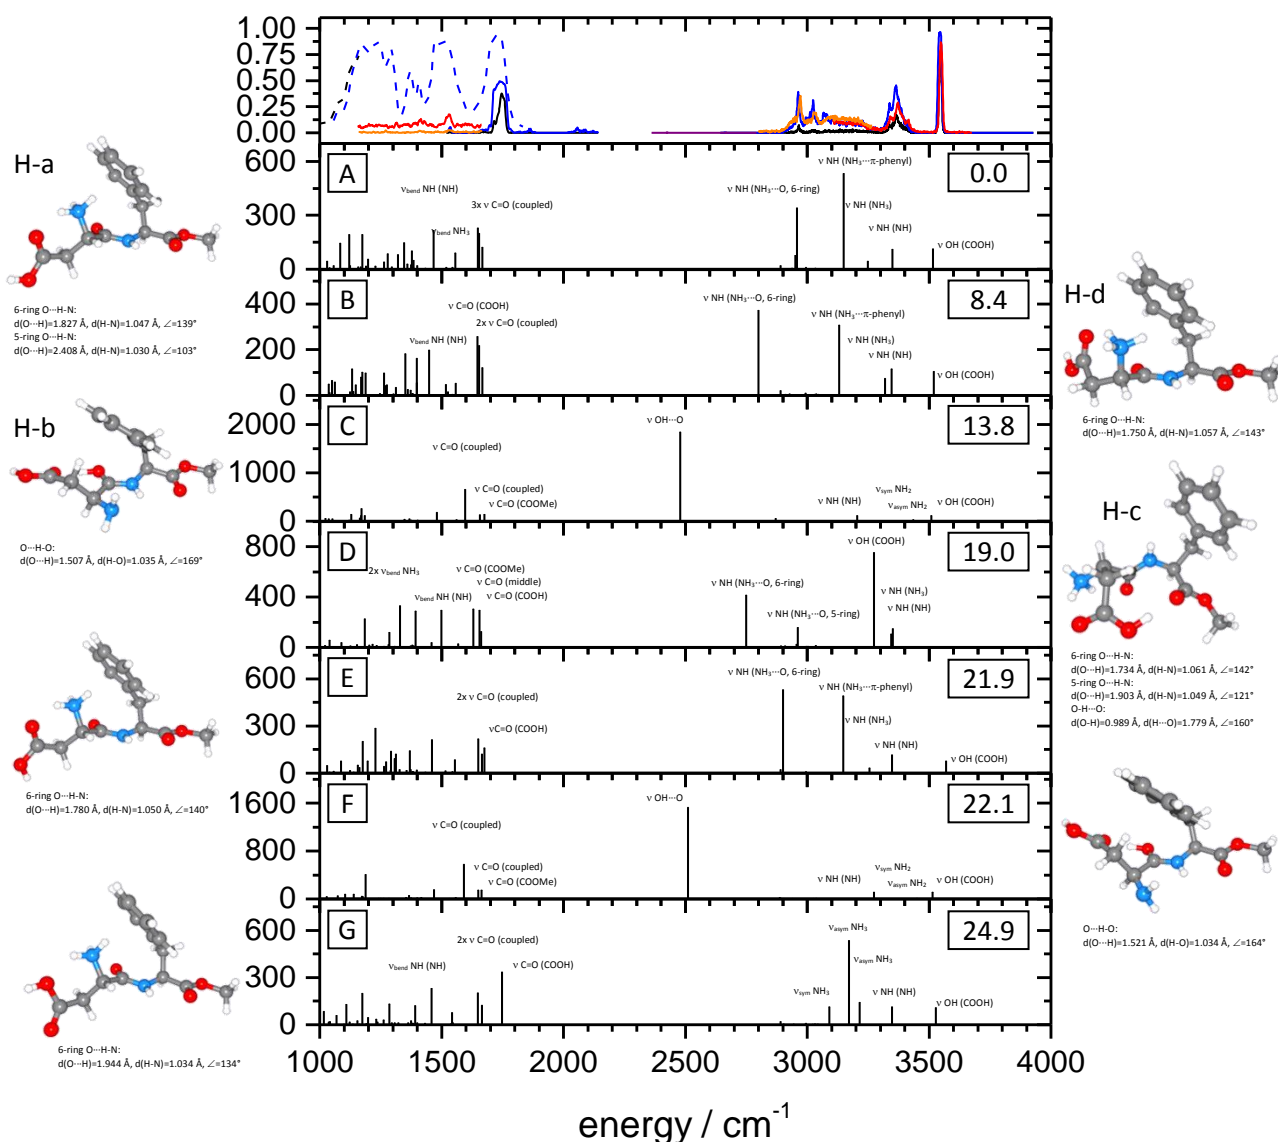 1.00
0.75
0.50
0.25
0.00
H-a
6-ring O···H-N:
d(O···H)=1.827 Å, d(H-N)=1.047 Å, ∠=139°
5-ring O···H-N:
d(O···H)=2.408 Å, d(H-N)=1.030 Å, ∠=103°
H-b
O···H-O:
d(O···H)=1.507 Å, d(H-O)=1.035 Å, ∠=169°
6-ring O···H-N:
d(O···H)=1.780 Å, d(H-N)=1.050 Å, ∠=140°
6-ring O···H-N:
d(O···H)=1.944 Å, d(H-N)=1.034 Å, ∠=134°
600
300
0
A
0.0
ν NH (NH₃···π-phenyl)
ν_bend NH (NH)
ν NH (NH₃···O, 6-ring)
3x ν C=O (coupled)
ν NH (NH₃)
ν_bend NH₃
ν NH (NH)
ν OH (COOH)
400
200
0
B
8.4
ν NH (NH₃···O, 6-ring)
ν C=O (COOH)
2x ν C=O (coupled)
ν NH (NH₃···π-phenyl)
ν_bend NH (NH)
ν NH (NH₃)
ν NH (NH)
ν OH (COOH)
2000
1000
0
C
13.8
ν OH···O
ν C=O (coupled)
ν C=O (coupled)
ν C=O (COOMe)
ν NH (NH)
ν_sym NH₂
ν_asym NH₂
ν OH (COOH)
800
400
0
D
19.0
ν OH (COOH)
ν C=O (COOMe)
2x ν_bend NH₃
ν C=O (middle)
ν C=O (COOH)
ν_bend NH (NH)
ν NH (NH₃···O, 6-ring)
ν NH (NH₃)
ν NH (NH₃···O, 5-ring)
ν NH (NH)
600
300
0
E
21.9
ν NH (NH₃···O, 6-ring)
2x ν C=O (coupled)
ν NH (NH₃···π-phenyl)
ν C=O (COOH)
ν NH (NH₃)
ν NH (NH)
ν OH (COOH)
1600
800
0
F
22.1
ν OH···O
ν C=O (coupled)
ν C=O (coupled)
ν C=O (COOMe)
ν NH (NH)
ν_sym NH₂
ν_asym NH₂
ν OH (COOH)
600
300
0
G
24.9
ν_asym NH₃
2x ν C=O (coupled)
ν_asym NH₃
ν_bend NH (NH)
ν C=O (COOH)
ν_sym NH₃
ν NH (NH)
ν OH (COOH)
1000 1500 2000 2500 3000 3500 4000
energy / cm⁻¹
H-d
6-ring O···H-N:
d(O···H)=1.750 Å, d(H-N)=1.057 Å, ∠=143°
H-c
6-ring O···H-N:
d(O···H)=1.734 Å, d(H-N)=1.061 Å, ∠=142°
5-ring O···H-N:
d(O···H)=1.903 Å, d(H-N)=1.049 Å, ∠=121°
O-H···O:
d(O-H)=0.989 Å, d(H···O)=1.779 Å, ∠=160°
O···H-O:
d(O···H)=1.521 Å, d(H-O)=1.034 Å, ∠=164°